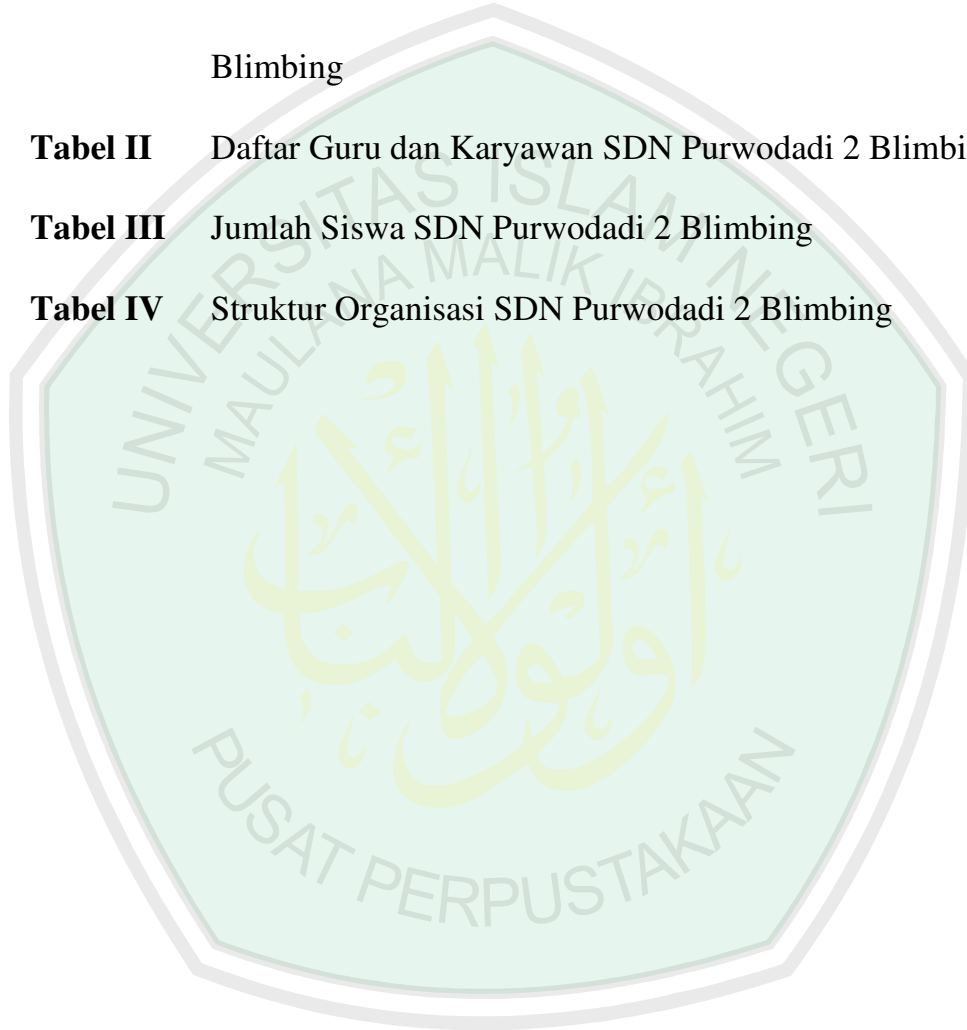 Blimbing
Tabel II Daftar Guru dan Karyawan SDN Purwodadi 2 Blimbi
Tabel III Jumlah Siswa SDN Purwodadi 2 Blimbing
Tabel IV Struktur Organisasi SDN Purwodadi 2 Blimbing
UNIVERSITAS ISLAM NEGERI
MAULANA MALIK IBRAHIM
PUSAT PERPUSTAKAAN